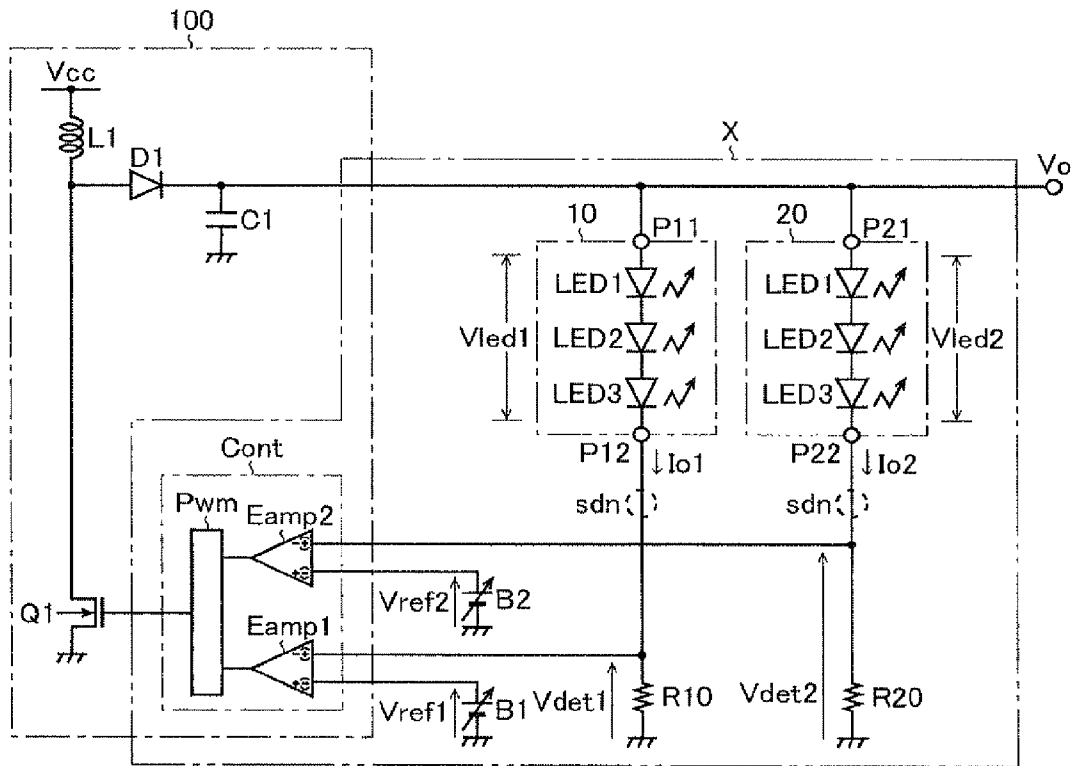 100
Vcc
L1
D1
C1
X
Vo
10
P11
20
P21
LED1
LED2
LED3
LED1
LED2
LED3
Vled1
Vled2
P12
Io1
P22
Io2
sdn
sdn
Cont
Pwm
Eamp2
Vref2
B2
Q1
Eamp1
Vref1
B1
Vdet1
R10
Vdet2
R20